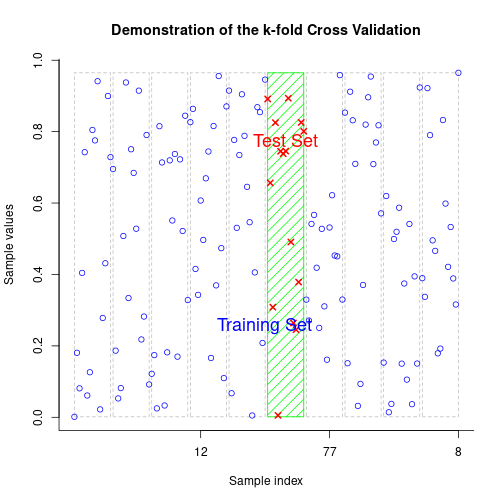 Demonstration of the k-fold Cross Validation
Sample values
1.0
0.8
0.6
0.4
0.2
0.0
Test Set
Training Set
12
77
8
Sample index